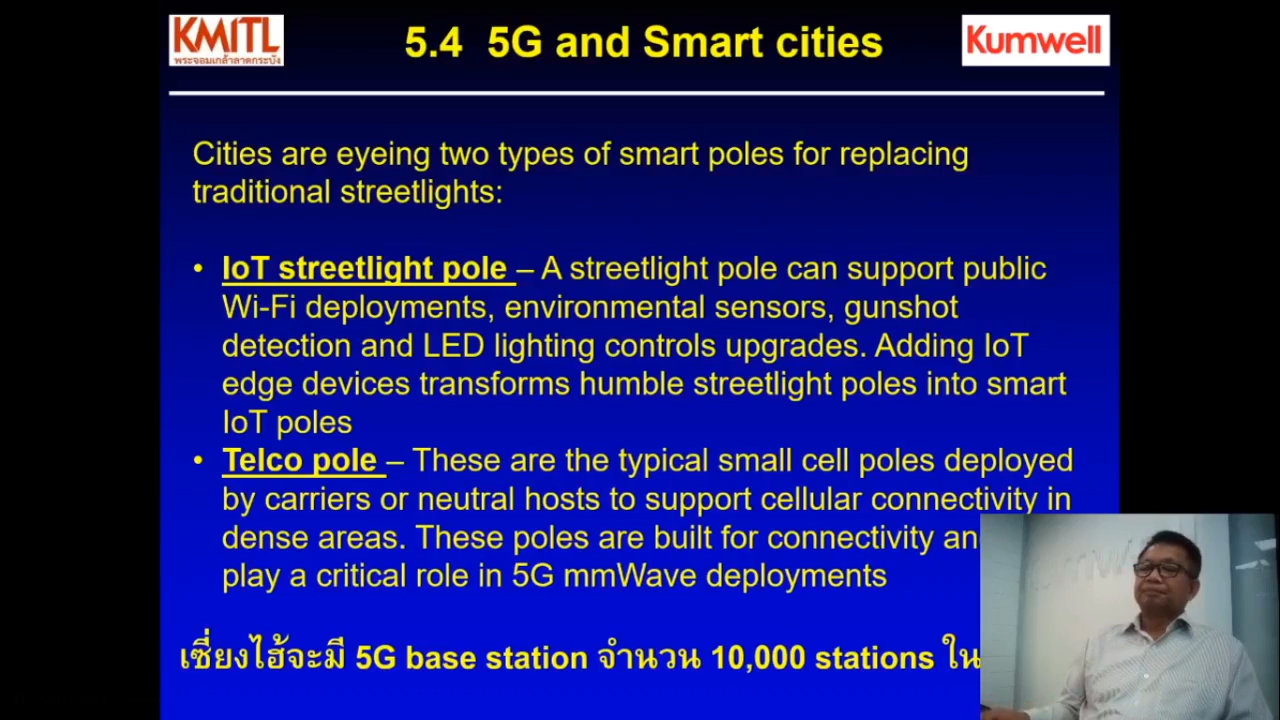 KMITL
พระจอมเกล้าลาดกระบัง
5.4 5G and Smart cities
Kumwell
Cities are eyeing two types of smart poles for replacing
traditional streetlights:
• IoT streetlight pole – A streetlight pole can support public
Wi-Fi deployments, environmental sensors, gunshot
detection and LED lighting controls upgrades. Adding IoT
edge devices transforms humble streetlight poles into smart
IoT poles
• Telco pole – These are the typical small cell poles deployed
by carriers or neutral hosts to support cellular connectivity in
dense areas. These poles are built for connectivity an
play a critical role in 5G mmWave deployments
เซี่ยงไฮ้จะมี 5G base station จำนวน 10,000 stations ใน